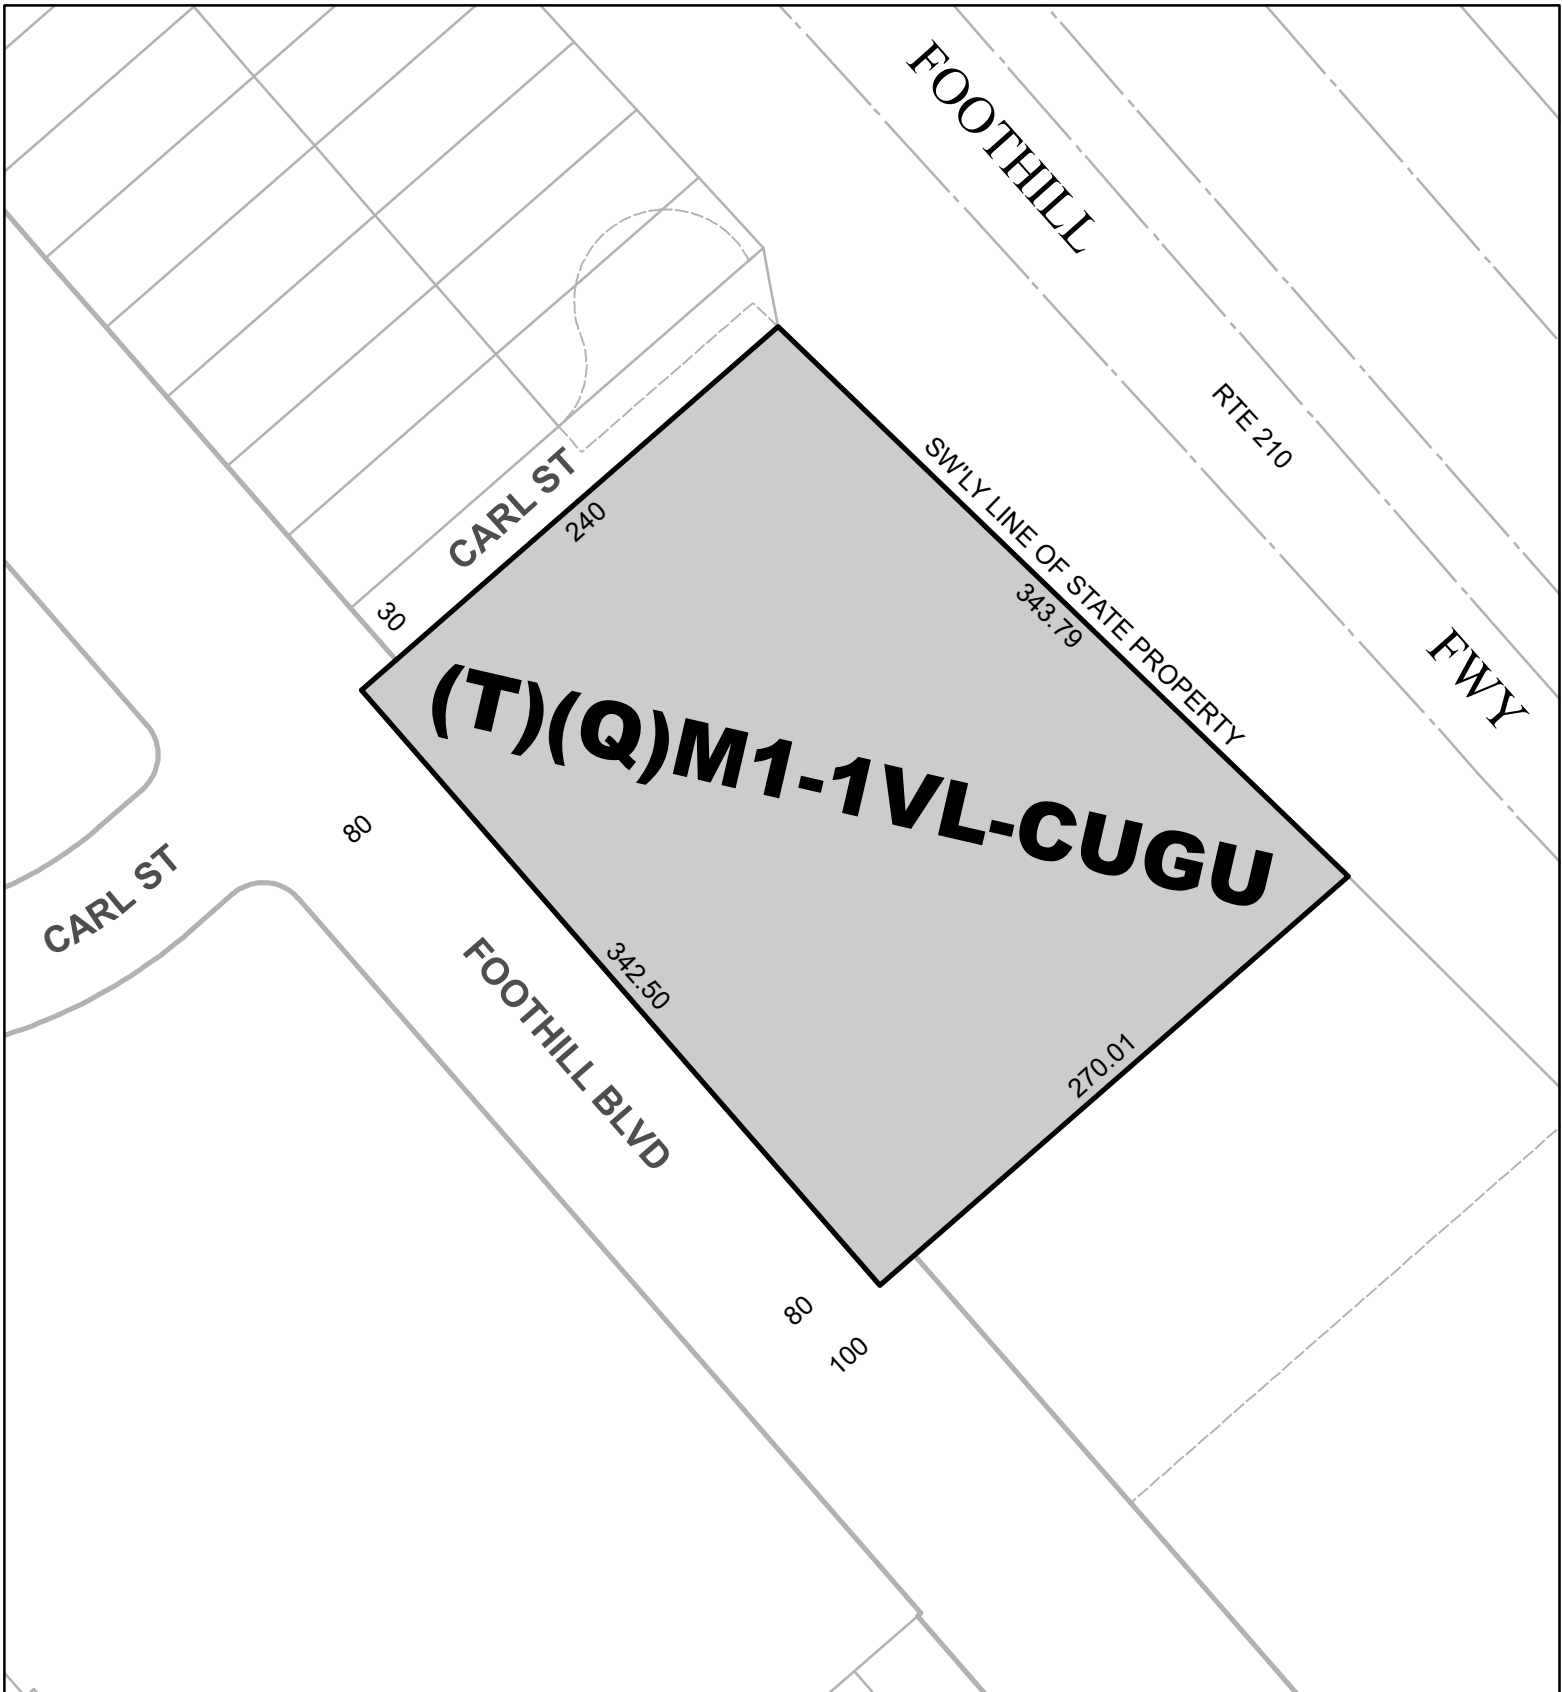 FOOTHILL
RTE 210
FWY
SW'LY LINE OF STATE PROPERTY
343.79
CARL ST
240
30
(T)(Q)M1-1VL-CUGU
80
CARL ST
342.50
FOOTHILL BLVD
270.01
80
100